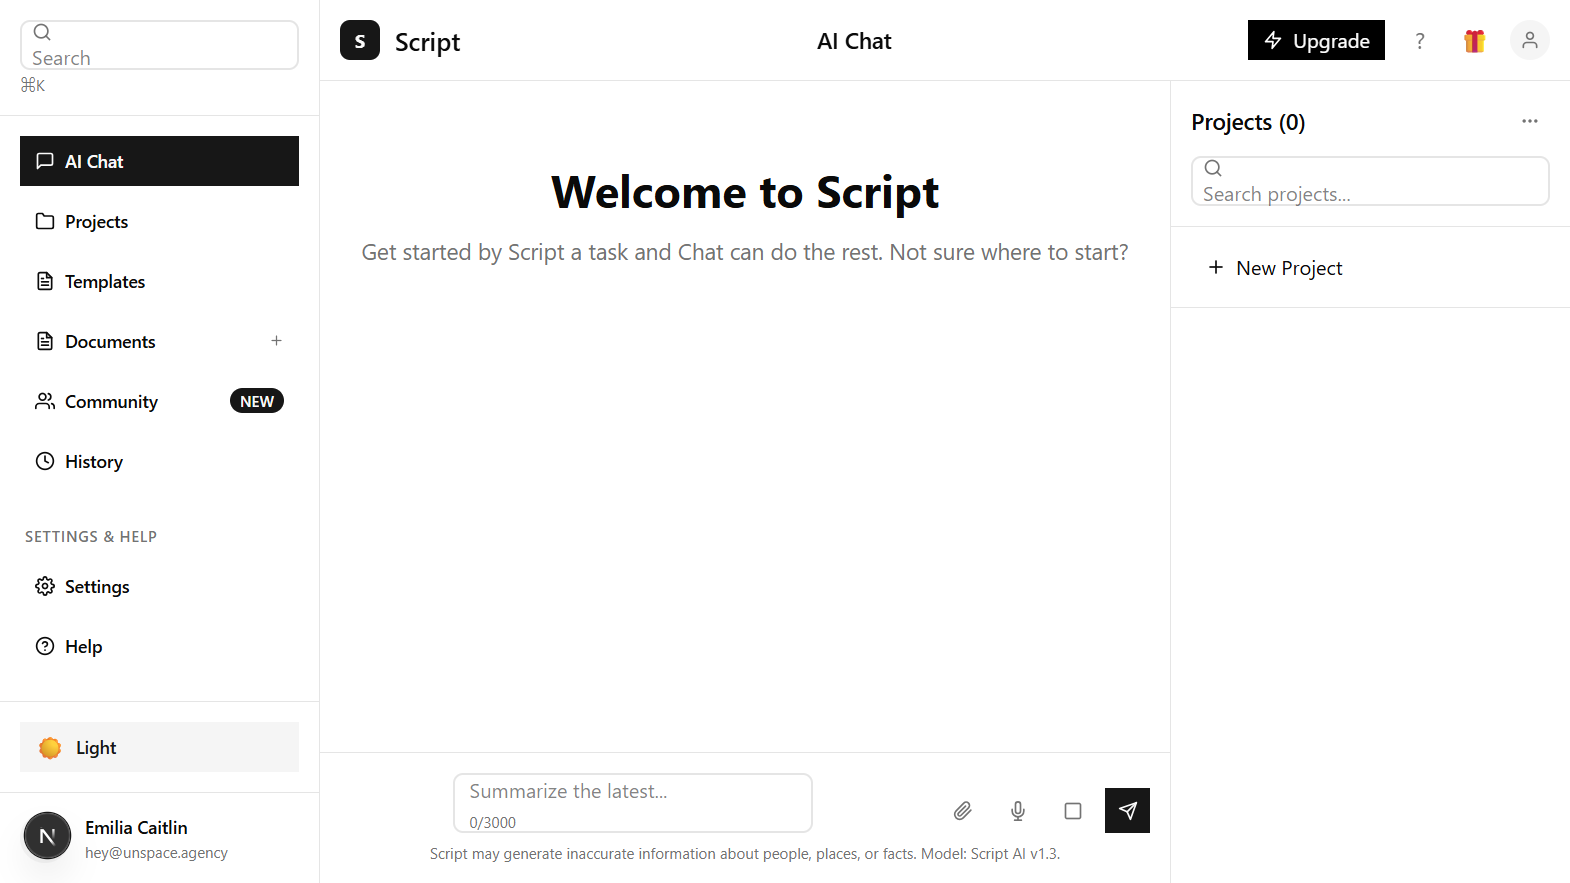 Search
⌘K
AI Chat
Projects
Templates
Documents +
Community NEW
History
SETTINGS & HELP
Settings
Help
Light
N
Emilia Caitlin
hey@unspace.agency
S Script
AI Chat
Upgrade ?
Welcome to Script
Get started by Script a task and Chat can do the rest. Not sure where to start?
Summarize the latest...
0/3000
Script may generate inaccurate information about people, places, or facts. Model: Script AI v1.3.
Projects (0) ...
Search projects...
+ New Project